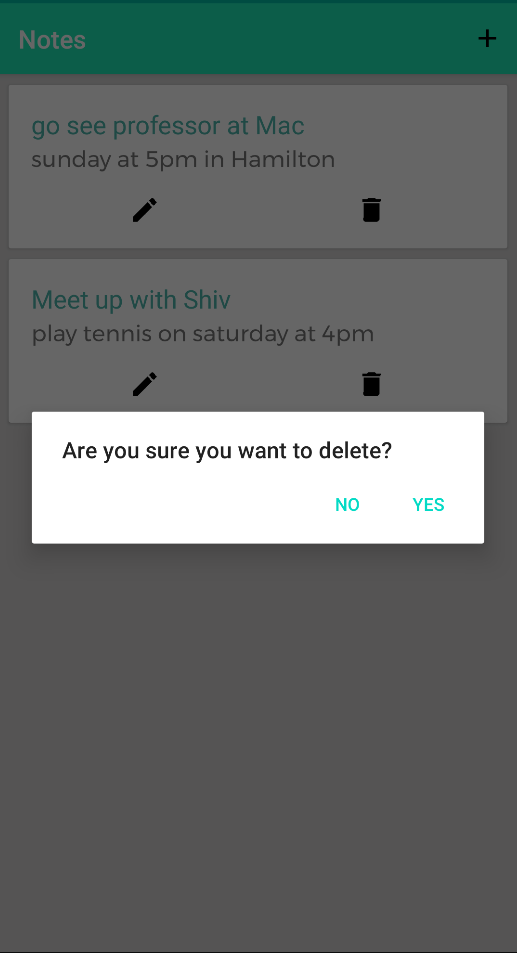 Notes
go see professor at Mac
sunday at 5pm in Hamilton
Meet up with Shiv
play tennis on saturday at 4pm
Are you sure you want to delete?
NO YES